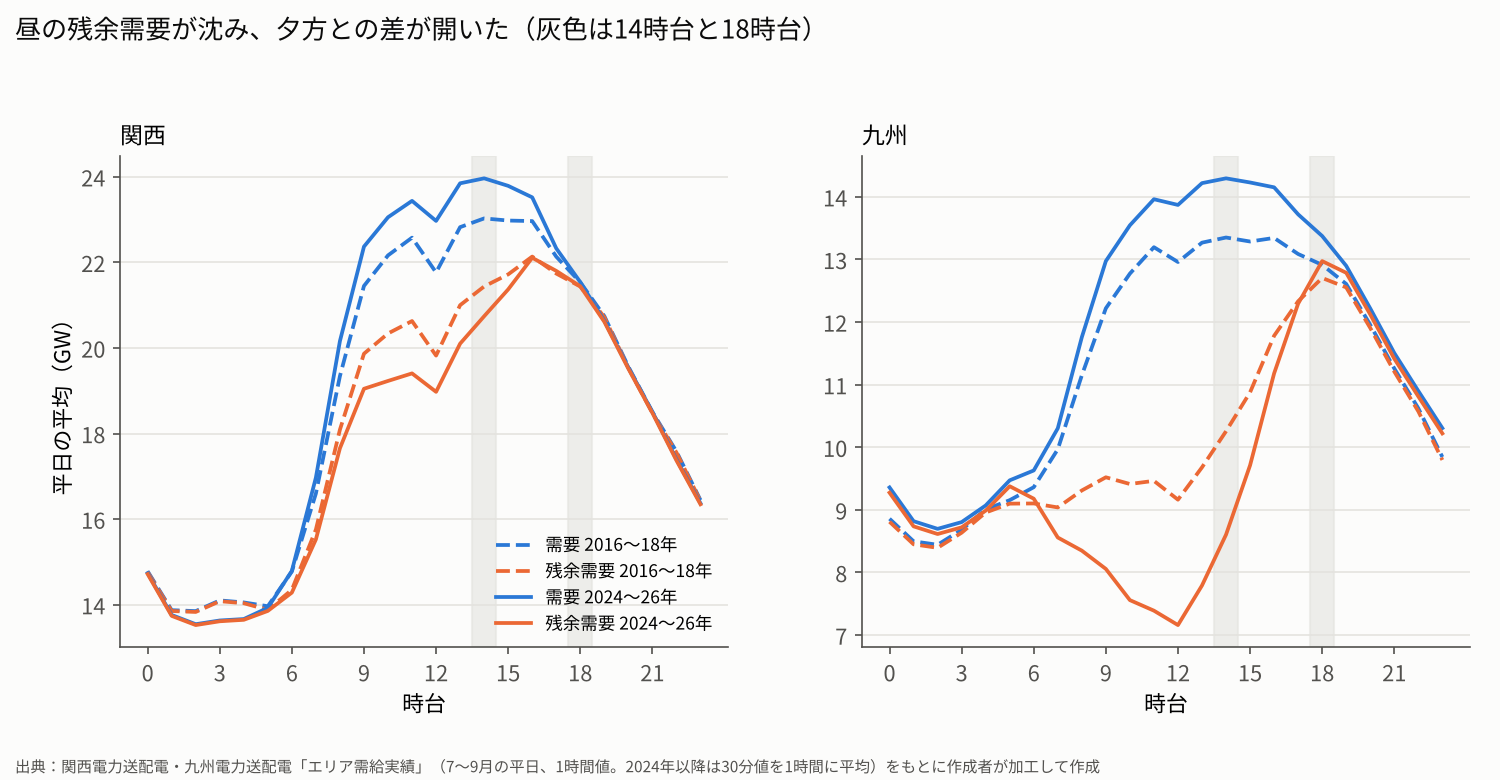 昼の残余需要が沈み、夕方との差が開いた（灰色は14時台と18時台）
関西
24
22
20
18
16
14
平日の平均（GW）
0 3 6 9 12 15 18 21
時台
需要 2016〜18年
残余需要 2016〜18年
需要 2024〜26年
残余需要 2024〜26年
九州
14
13
12
11
10
9
8
7
0 3 6 9 12 15 18 21
時台
出典：関西電力送配電・九州電力送配電「エリア需給実績」（7〜9月の平日、1時間値。2024年以降は30分値を1時間に平均）をもとに作成者が加工して作成